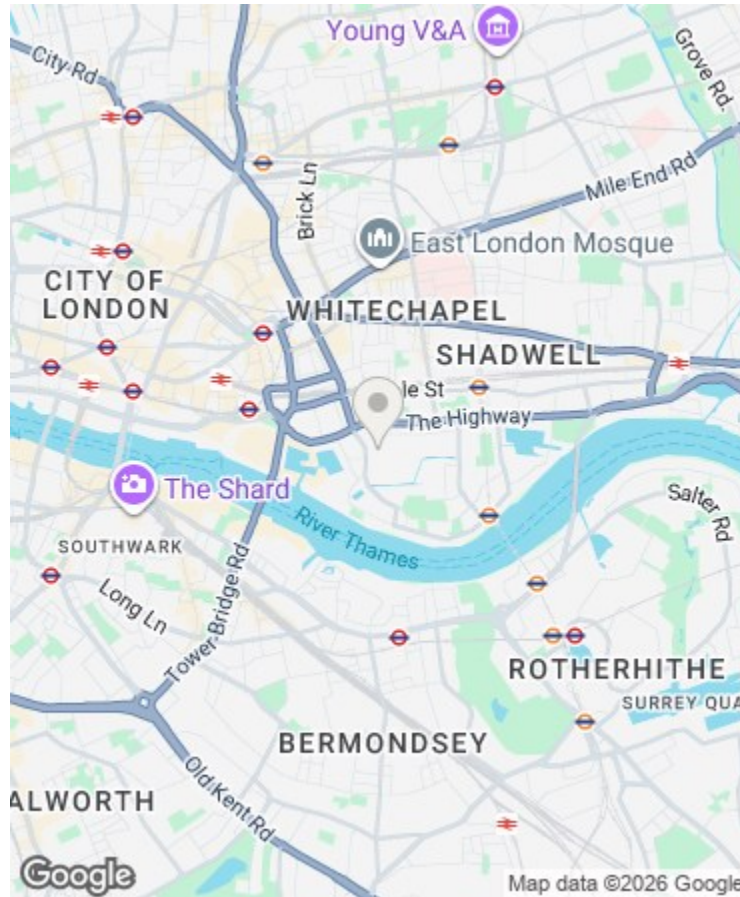 Young V&A
City Rd
Grove Rd.
Brick Ln
Mile End Rd
East London Mosque
CITY OF
LONDON
WHITECHAPEL
SHADWELL
le St
The Highway
The Shard
River Thames
Salter Rd
SOUTHWARK
Long Ln
Tower Bridge Rd
ROTHERHITHE
SURREY QUA
BERMONDSEY
ALWORTH
Old Kent Rd
Google
Map data ©2026 Google